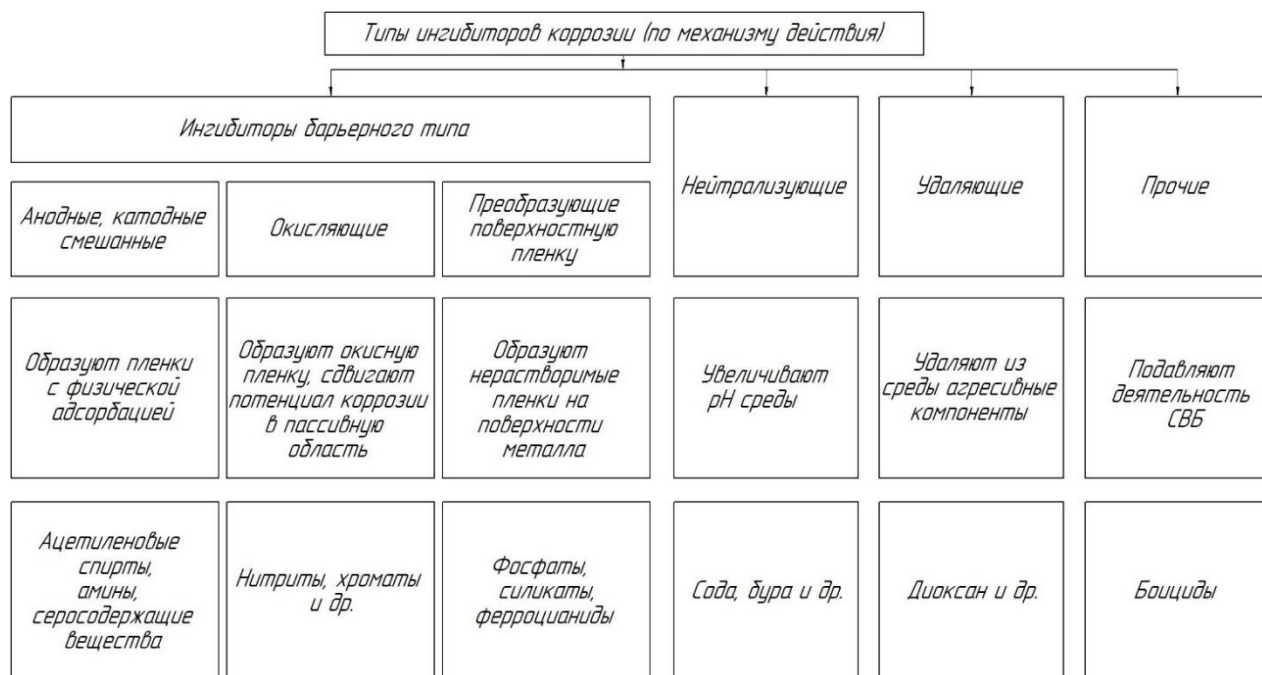 Типы ингибиторов коррозии (по механизму действия)
Ингибиторы барьерного типа
Нейтрализующие
Удаляющие
Прочие
Анодные, катодные
смешанные
Окисляющие
Преобразующие
поверхностную
пленку
Образуют пленки
с физической
адсорбацией
Образуют окисную
пленку, сдвигают
потенциал коррозии
в пассивную
область
Образуют
нерастворимые
пленки на
поверхности
металла
Увеличивают
pH среды
Удаляют из
среды агресивные
компоненты
Подавляют
деятельность
СВБ
Ацетиленовые
спирты,
амины,
серосодержащие
вещества
Нитриты, хроматы
и др.
Фосфаты,
силикаты,
ферроцианиды
Сода, бура и др.
Диоксан и др.
Боициды